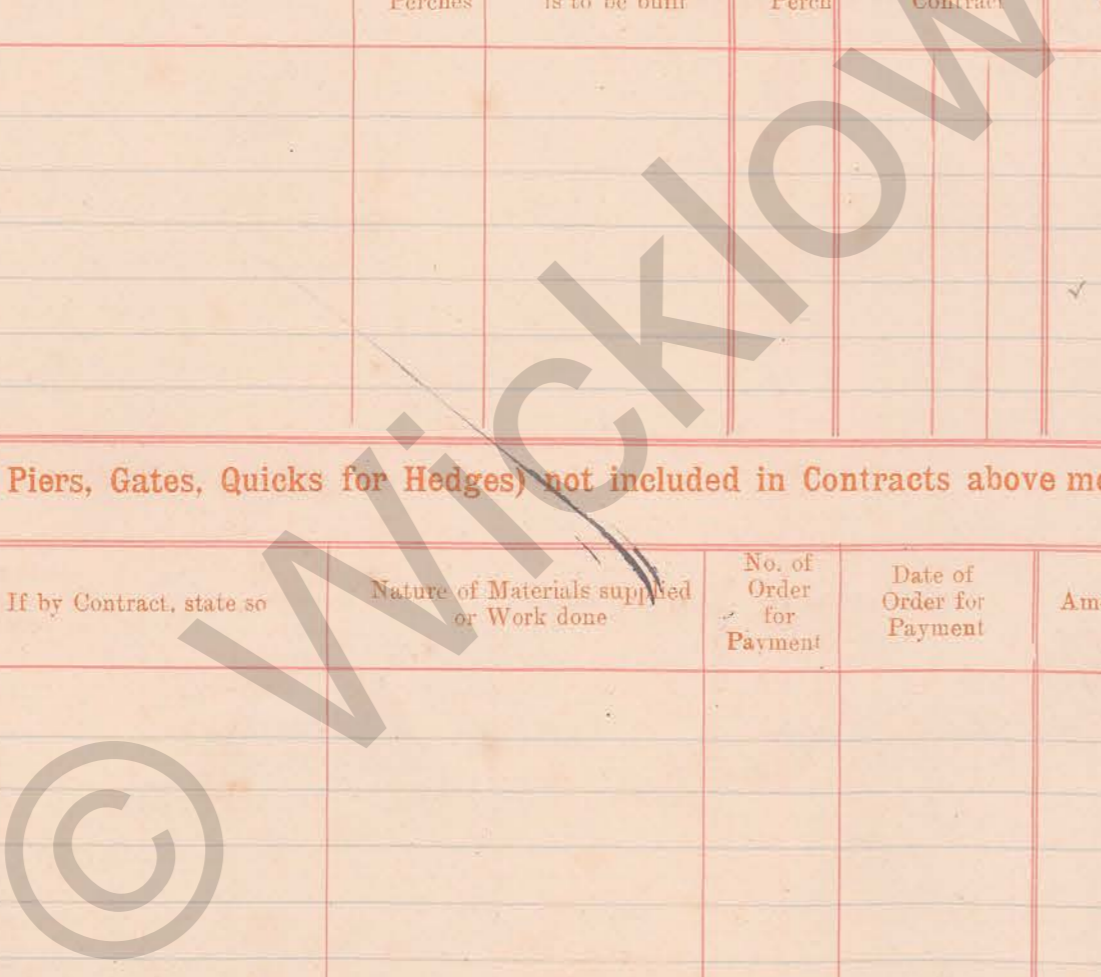 Perches is to be built Perch Contract
Piers, Gates, Quicks for Hedges) not included in Contracts above
If by Contract, state so
Nature of Materials supplied
or Work done
No. of
Order
for
Payment
Date of
Order for
Payment
Am
© Wicklow